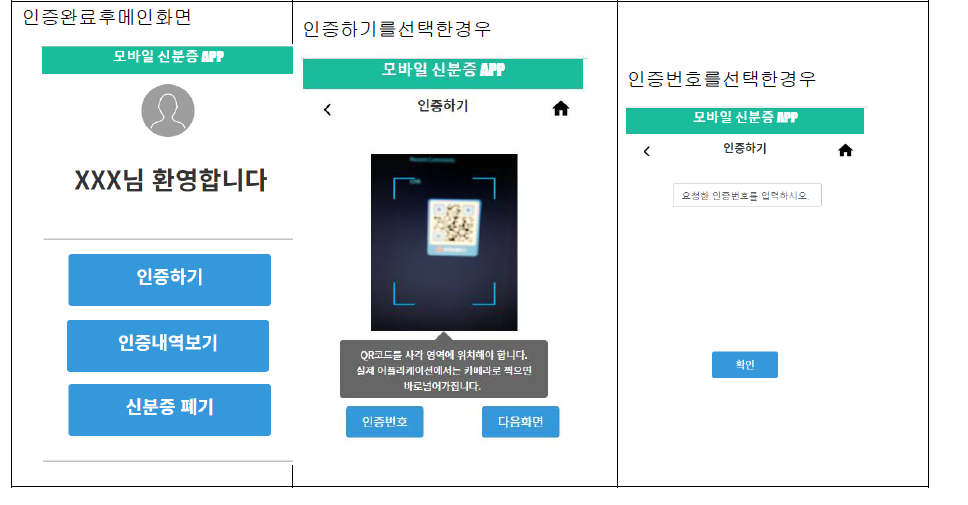 인증완료후메인화면
모바일 신분증 APP
XXX님 환영합니다
인증하기
인증내역보기
신분증 폐기
인증하기를선택한경우
모바일 신분증 APP
인증하기
QR코드를 사각 영역에 위치해야 합니다.
실제 어플리케이션에서는 카메라로 찍으면
바로넘어가집니다.
인증번호
다음화면
인증번호를선택한경우
모바일 신분증 APP
인증하기
요청한 인증번호를 입력하시오.
확인